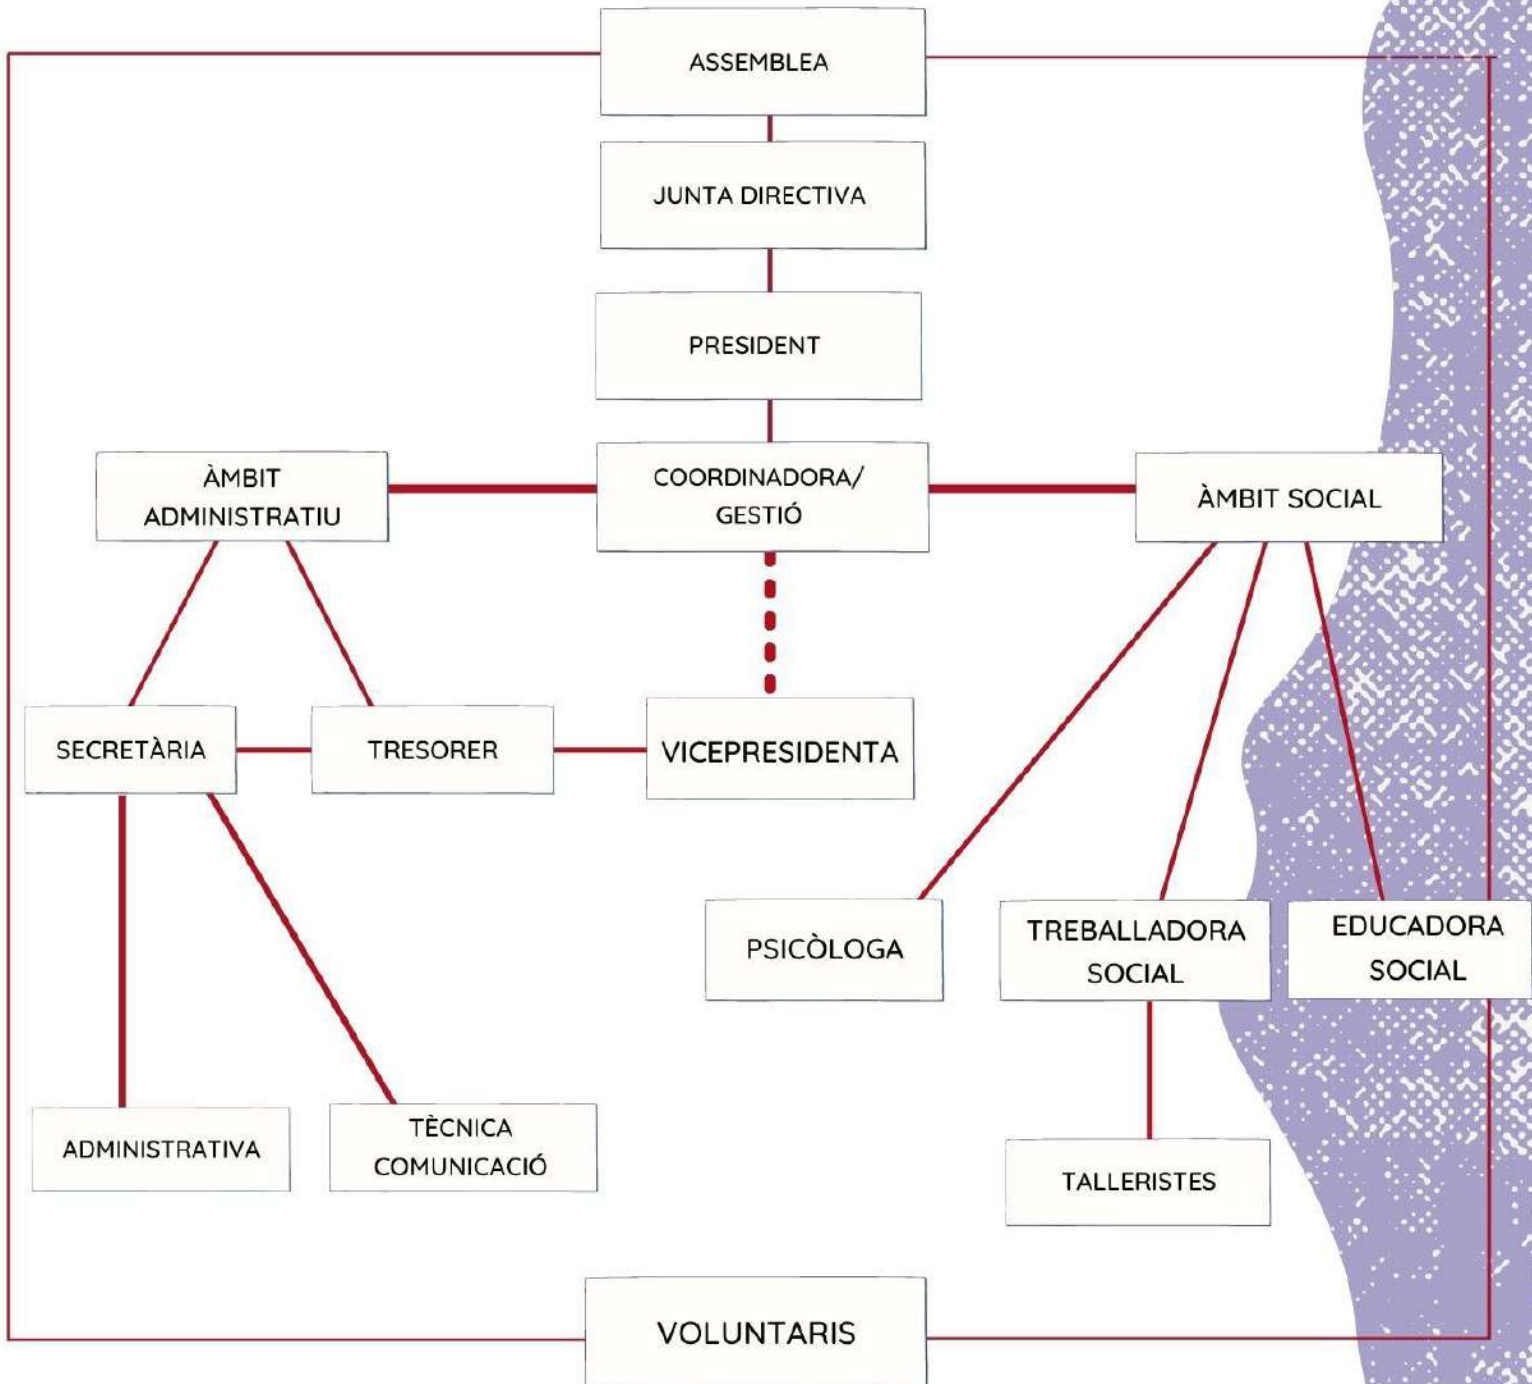 ASSEMBLEA
JUNTA DIRECTIVA
PRESIDENT
ÀMBIT
ADMINISTRATIU
COORDINADORA/
GESTIÓ
ÀMBIT SOCIAL
SECRETÀRIA
TRESORER
VICEPRESIDENTA
PSICÒLOGA
TREBALLADORA
SOCIAL
EDUCADORA
SOCIAL
ADMINISTRATIVA
TÈCNICA
COMUNICACIÓ
TALLERISTES
VOLUNTARIS